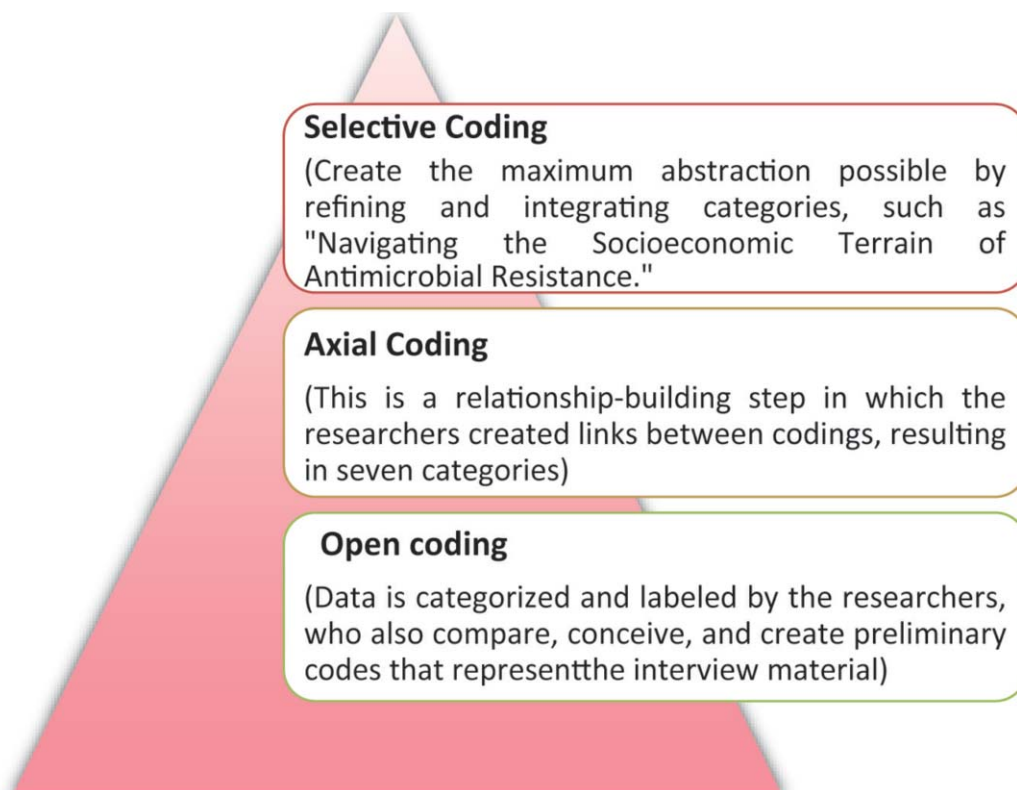 Selective Coding
(Create the maximum abstraction possible by
refining and integrating categories, such as
"Navigating the Socioeconomic Terrain of
Antimicrobial Resistance."
Axial Coding
(This is a relationship-building step in which the
researchers created links between codings, resulting
in seven categories)
Open coding
(Data is categorized and labeled by the researchers,
who also compare, conceive, and create preliminary
codes that representthe interview material)